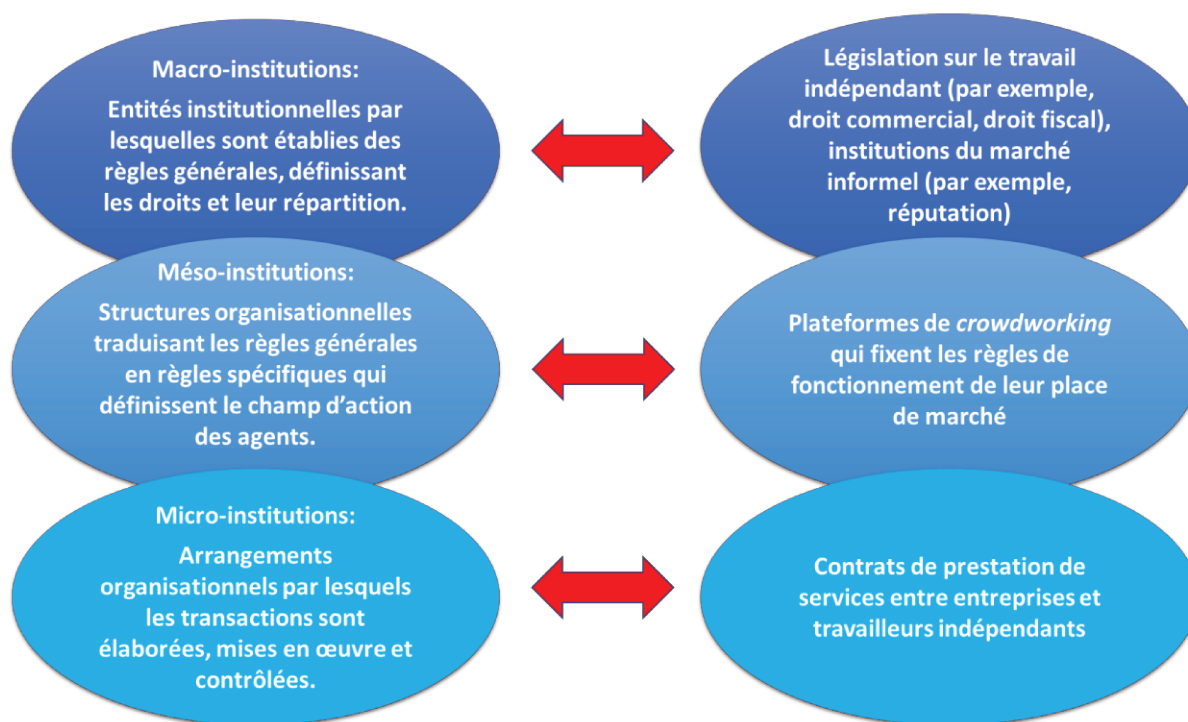 Macro-institutions:
Entités institutionnelles par
lesquelles sont établies des
règles générales, définissant
les droits et leur répartition.
Législation sur le travail
indépendant (par exemple,
droit commercial, droit fiscal),
institutions du marché
informel (par exemple,
réputation)
Méso-institutions:
Structures organisationnelles
traduisant les règles générales
en règles spécifiques qui
définissent le champ d’action
des agents.
Plateformes de crowdworking
qui fixent les règles de
fonctionnement de leur place
de marché
Micro-institutions:
Arrangements
organisationnels par lesquels
les transactions sont
élaborées, mises en œuvre et
contrôlées.
Contrats de prestation de
services entre entreprises et
travailleurs indépendants